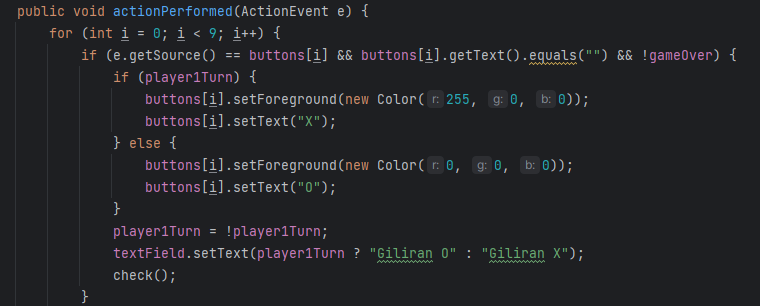 public void actionPerformed(ActionEvent e) {
for (int i = 0; i < 9; i++) {
if (e.getSource() == buttons[i] && buttons[i].getText().equals("") && !gameOver) {
if (player1Turn) {
buttons[i].setForeground(new Color( r: 255, g: 0, b: 0));
buttons[i].setText("X");
} else {
buttons[i].setForeground(new Color( r: 0, g: 0, b: 0));
buttons[i].setText("O");
}
player1Turn = !player1Turn;
textField.setText(player1Turn ? "Giliran O" : "Giliran X");
check();
}